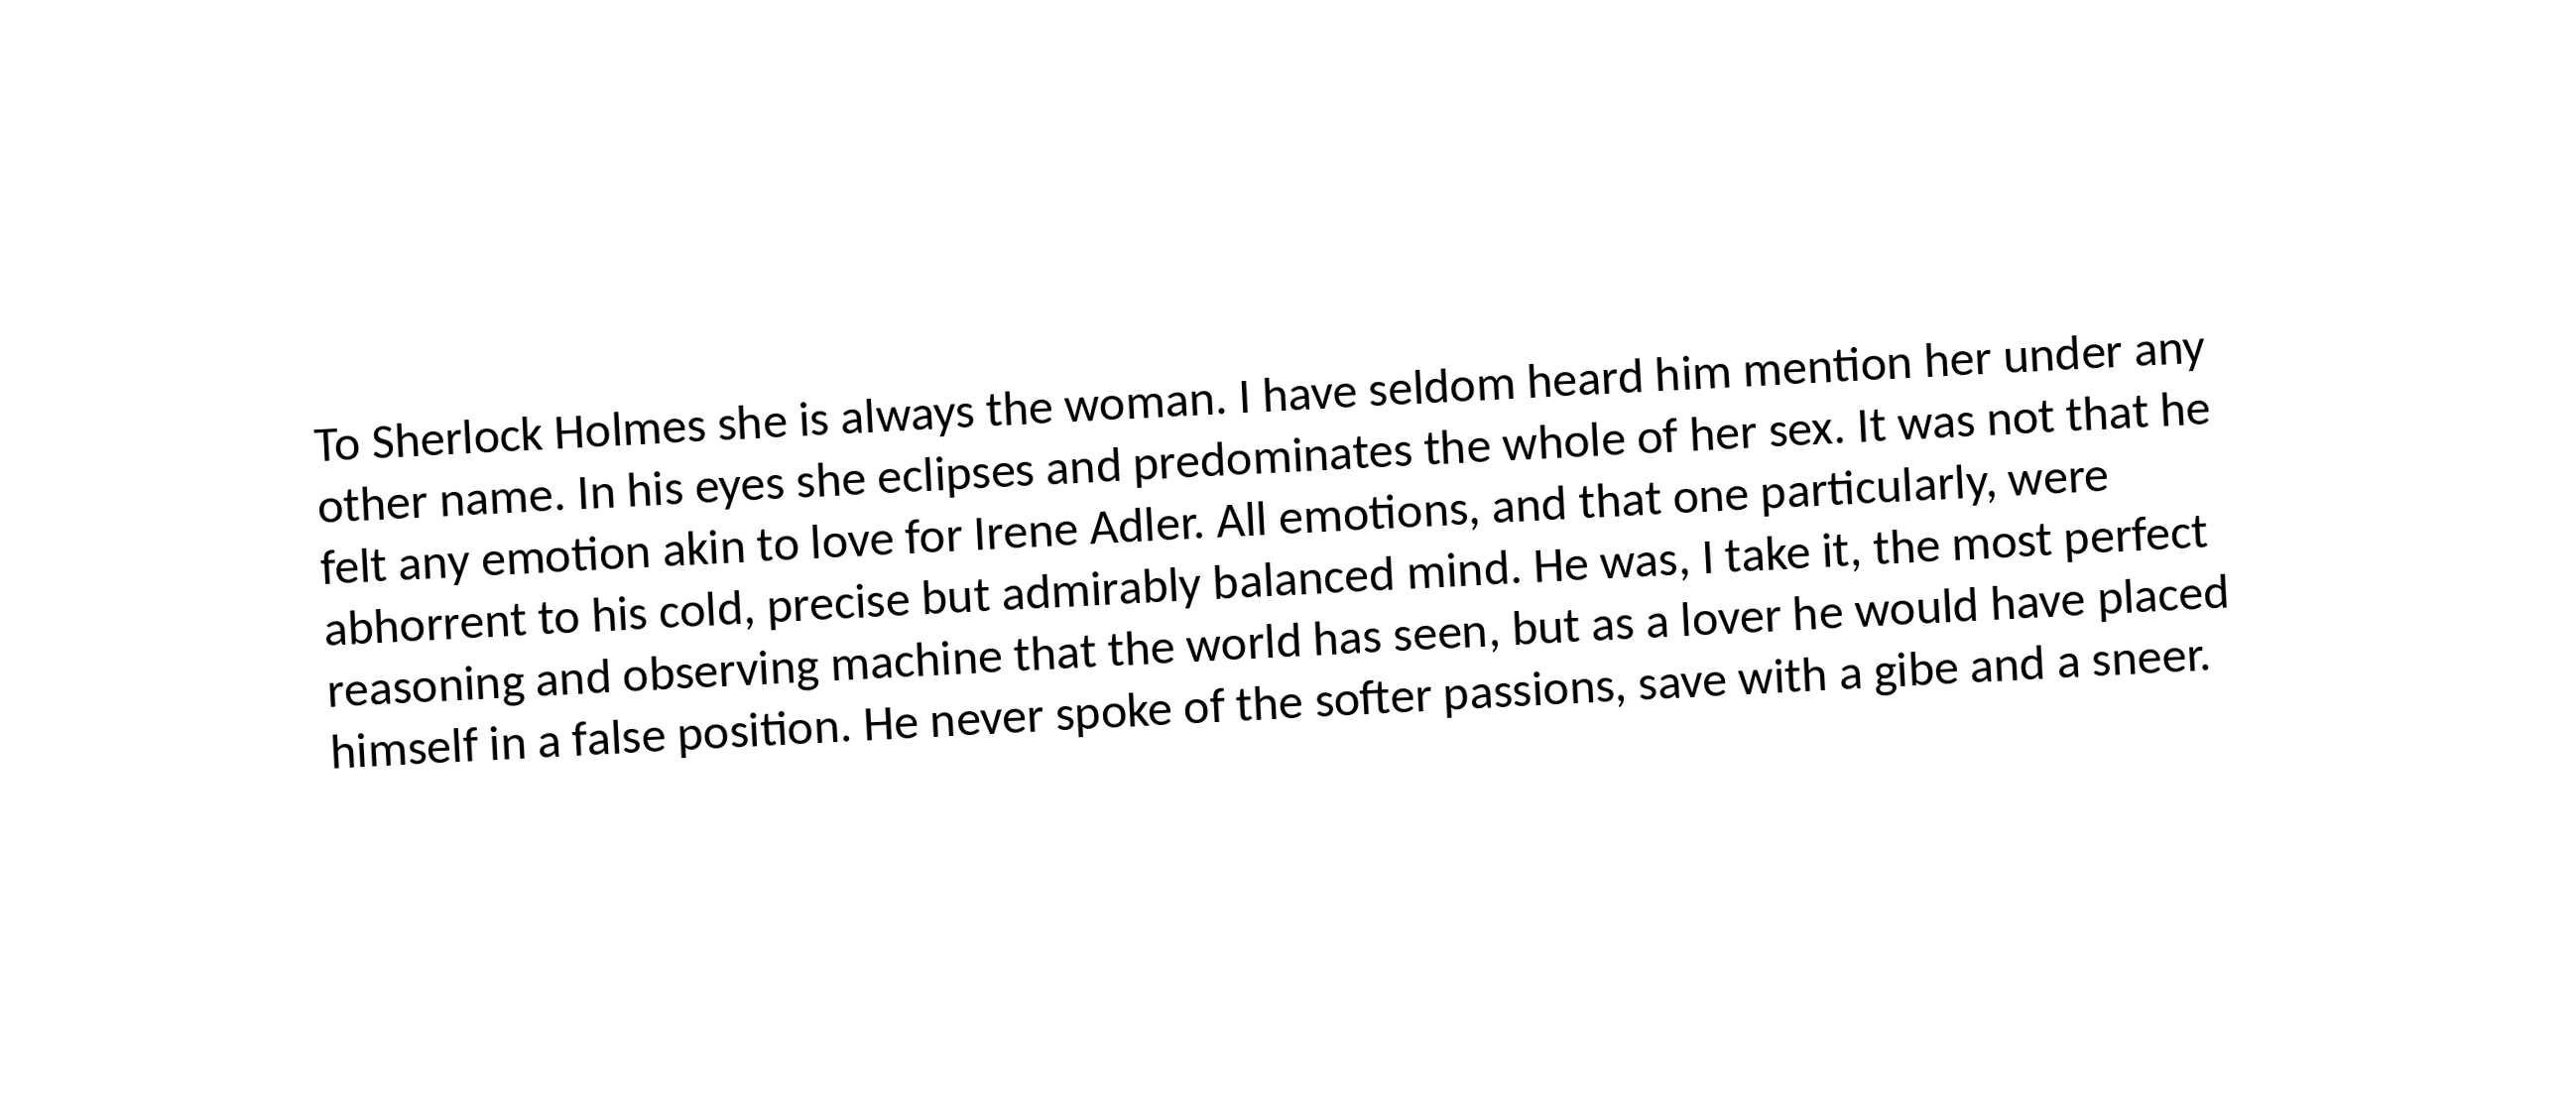 To Sherlock Holmes she is always the woman. I have seldom heard him mention her under any
other name. In his eyes she eclipses and predominates the whole of her sex. It was not that he
felt any emotion akin to love for Irene Adler. All emotions, and that one particularly, were
abhorrent to his cold, precise but admirably balanced mind. He was, I take it, the most perfect
reasoning and observing machine that the world has seen, but as a lover he would have placed
himself in a false position. He never spoke of the softer passions, save with a gibe and a sneer.